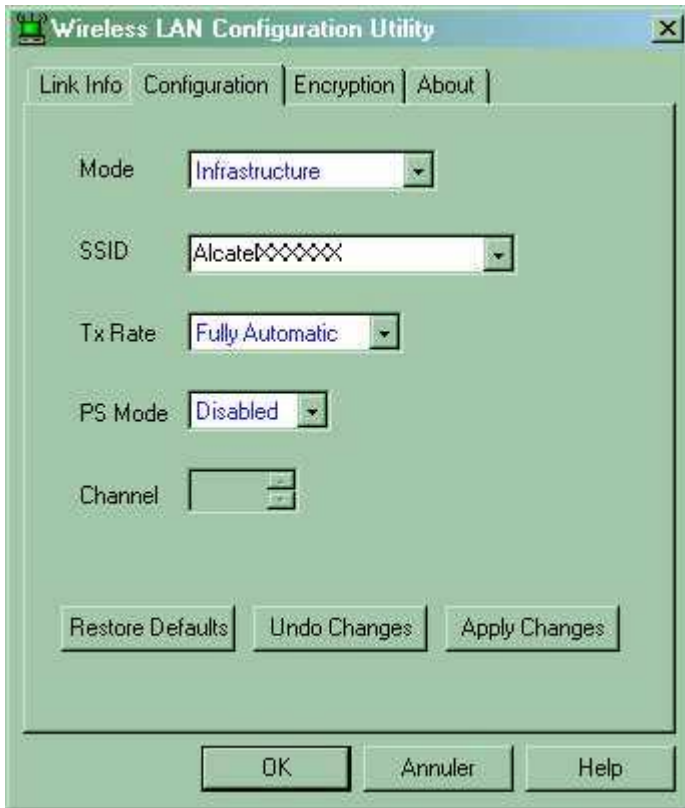 Wireless LAN Configuration Utility
Link Info Configuration Encryption About
Mode Infrastructure
SSID AlcatelXXXXXX
Tx Rate Fully Automatic
PS Mode Disabled
Channel
Restore Defaults Undo Changes Apply Changes
OK Annuler Help